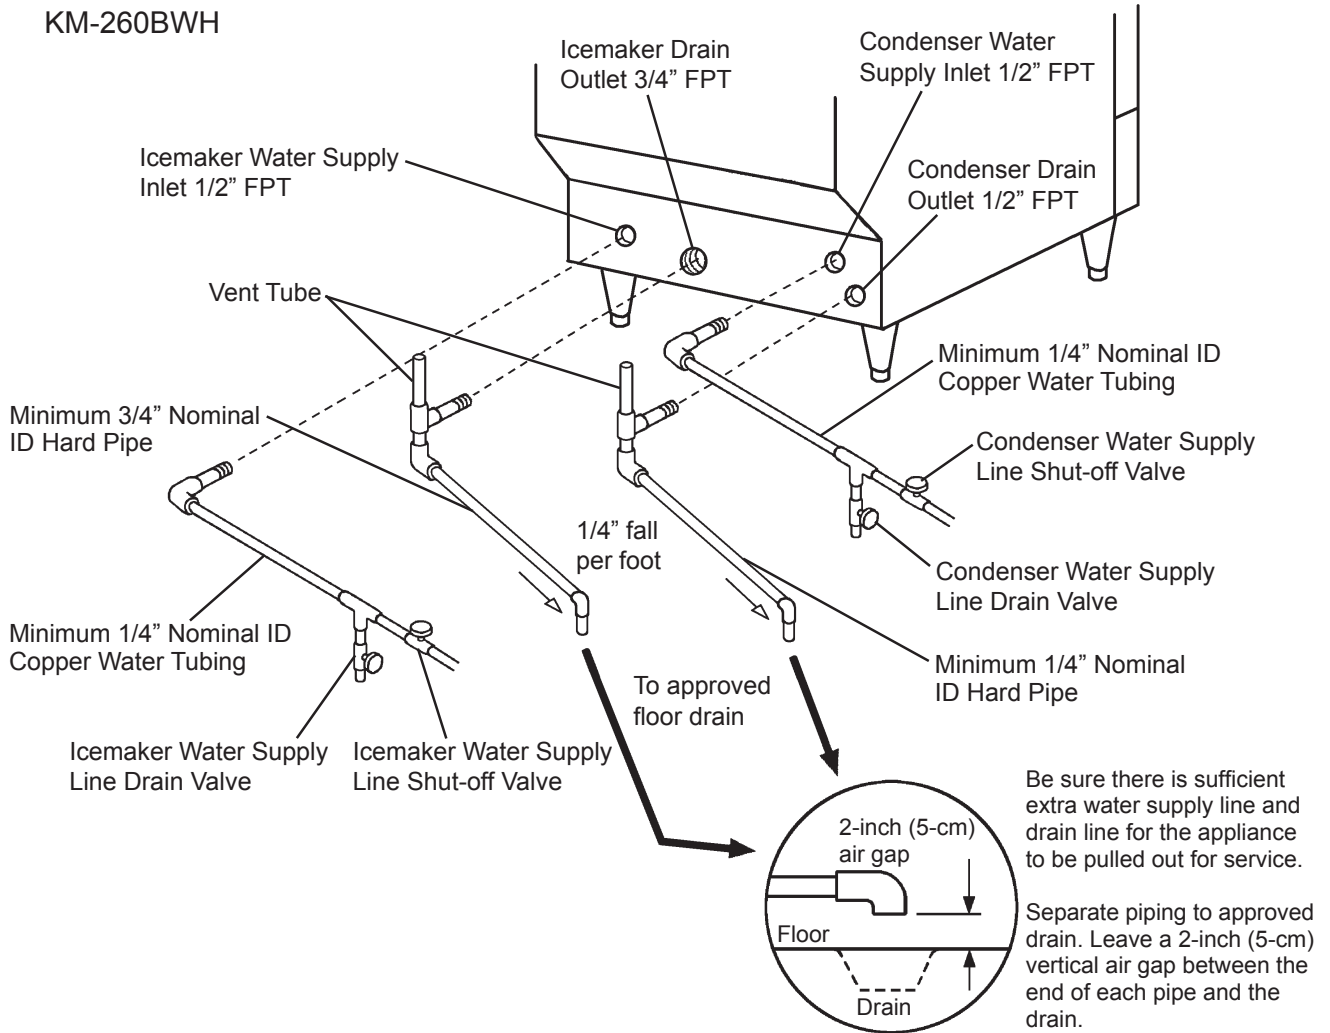 KM-260BWH
Icemaker Drain
Outlet 3/4” FPT
Condenser Water
Supply Inlet 1/2” FPT
Icemaker Water Supply
Inlet 1/2” FPT
Condenser Drain
Outlet 1/2” FPT
Vent Tube
Minimum 1/4” Nominal ID
Copper Water Tubing
Minimum 3/4” Nominal
ID Hard Pipe
Condenser Water Supply
Line Shut-off Valve
1/4” fall
per foot
Condenser Water Supply
Line Drain Valve
Minimum 1/4” Nominal ID
Copper Water Tubing
Minimum 1/4” Nominal
ID Hard Pipe
To approved
floor drain
Icemaker Water Supply
Line Drain Valve
Icemaker Water Supply
Line Shut-off Valve
2-inch (5-cm)
air gap
Floor
Drain
Be sure there is sufficient
extra water supply line and
drain line for the appliance
to be pulled out for service.
Separate piping to approved
drain. Leave a 2-inch (5-cm)
vertical air gap between the
end of each pipe and the
drain.